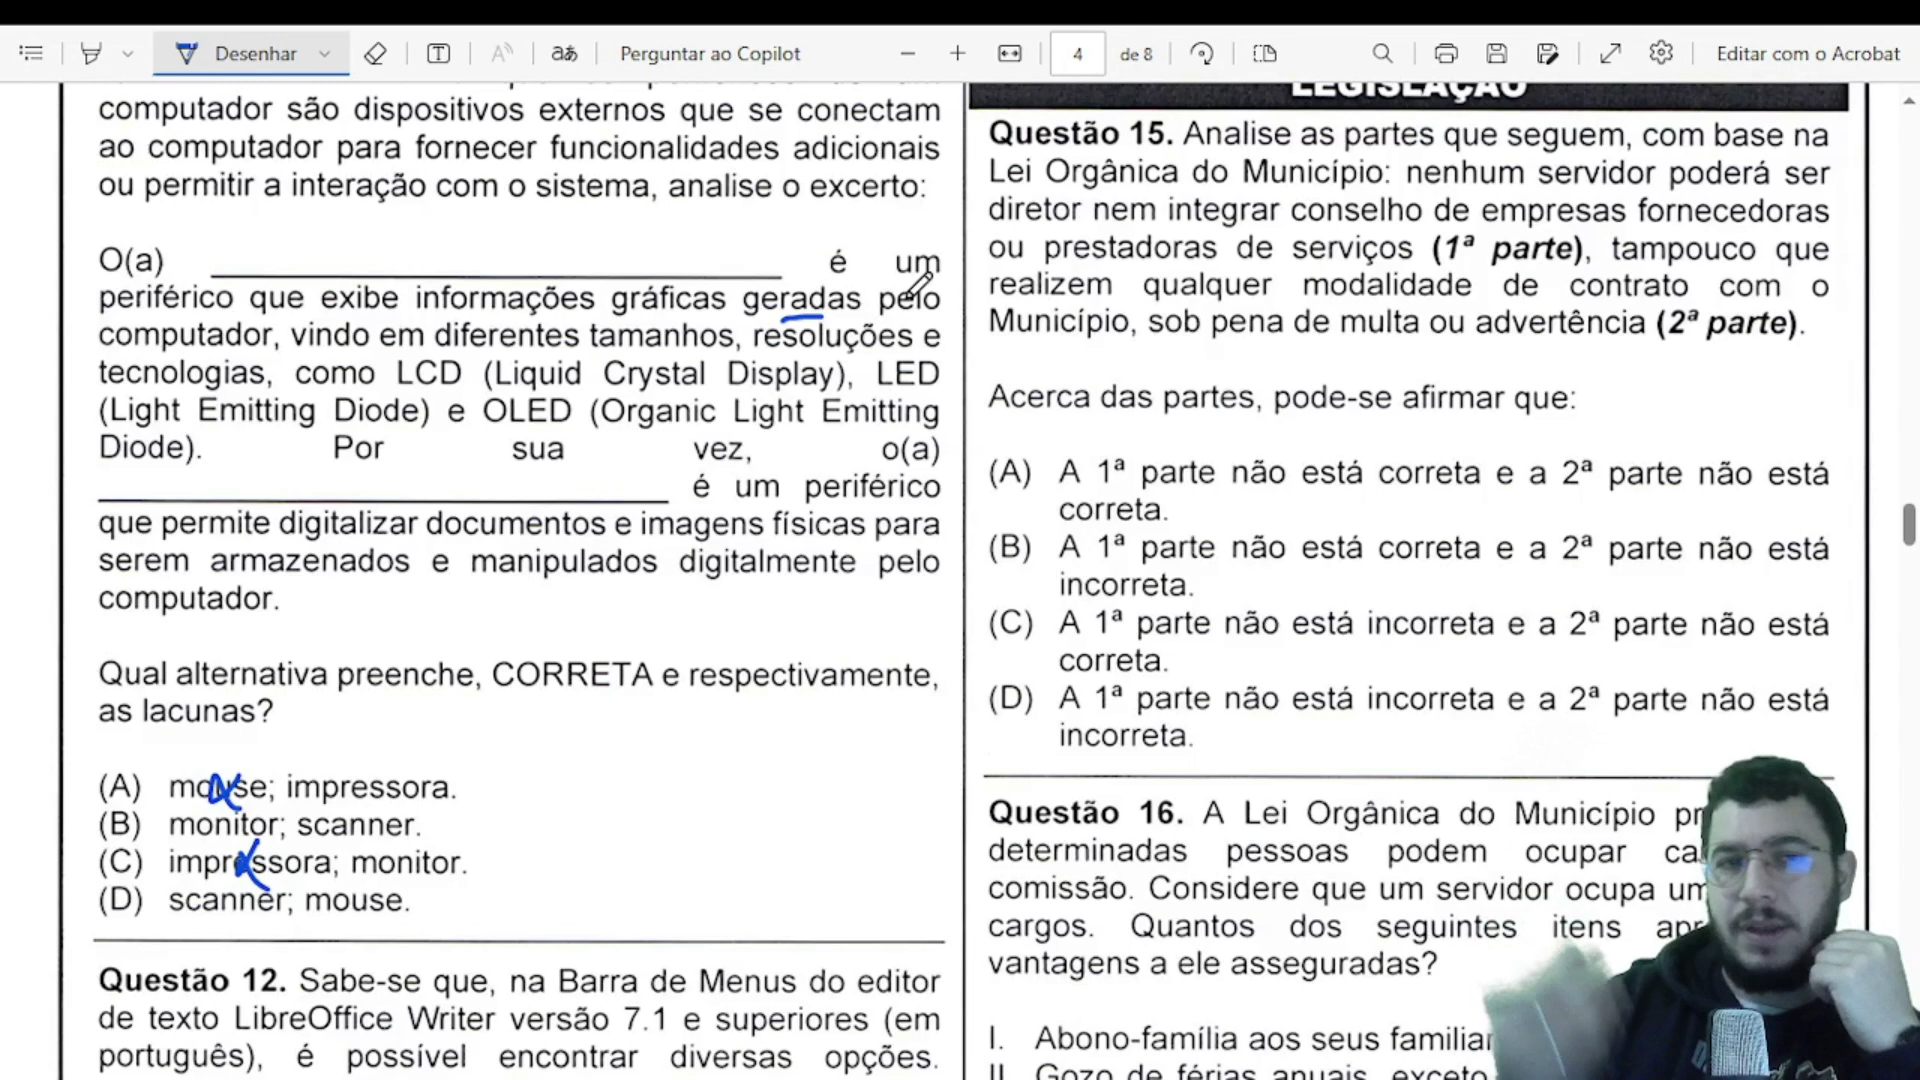 Desenhar
Perguntar ao Copilot
4
de 8
Editar com o Acrobat
computador são dispositivos externos que se conectam
ao computador para fornecer funcionalidades adicionais
ou permitir a interação com o sistema, analise o excerto:
O(a) ______ é um
periférico que exibe informações gráficas geradas pelo
computador, vindo em diferentes tamanhos, resoluções e
tecnologias, como LCD (Liquid Crystal Display), LED
(Light Emitting Diode) e OLED (Organic Light Emitting
Diode). Por sua vez, o(a)
______ é um periférico
que permite digitalizar documentos e imagens físicas para
serem armazenados e manipulados digitalmente pelo
computador.
Qual alternativa preenche, CORRETA e respectivamente,
as lacunas?
(A) mouse; impressora.
(B) monitor; scanner.
(C) impressora; monitor.
(D) scanner; mouse.
Questão 12. Sabe-se que, na Barra de Menus do editor
de texto LibreOffice Writer versão 7.1 e superiores (em
português), é possível encontrar diversas opções.
LEGISLAÇÃO
Questão 15. Analise as partes que seguem, com base na
Lei Orgânica do Município: nenhum servidor poderá ser
diretor nem integrar conselho de empresas fornecedoras
ou prestadoras de serviços (1ª parte), tampouco que
realizem qualquer modalidade de contrato com o
Município, sob pena de multa ou advertência (2ª parte).
Acerca das partes, pode-se afirmar que:
(A) A 1ª parte não está correta e a 2ª parte não está
correta.
(B) A 1ª parte não está correta e a 2ª parte não está
incorreta.
(C) A 1ª parte não está incorreta e a 2ª parte não está
correta.
(D) A 1ª parte não está incorreta e a 2ª parte não está
incorreta.
Questão 16. A Lei Orgânica do Município
determinadas pessoas podem ocupar
comissão. Considere que um servidor ocupa
cargos. Quantos dos seguintes itens
vantagens a ele asseguradas?
I. Abono-família aos seus
II. Gozo de férias anuais, exceto